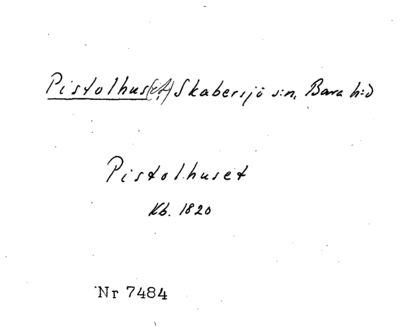 Pistolhus(et) Skabersjö s:n, Bara h:d
Pistolhuset
Kb. 1820
Nr 7484